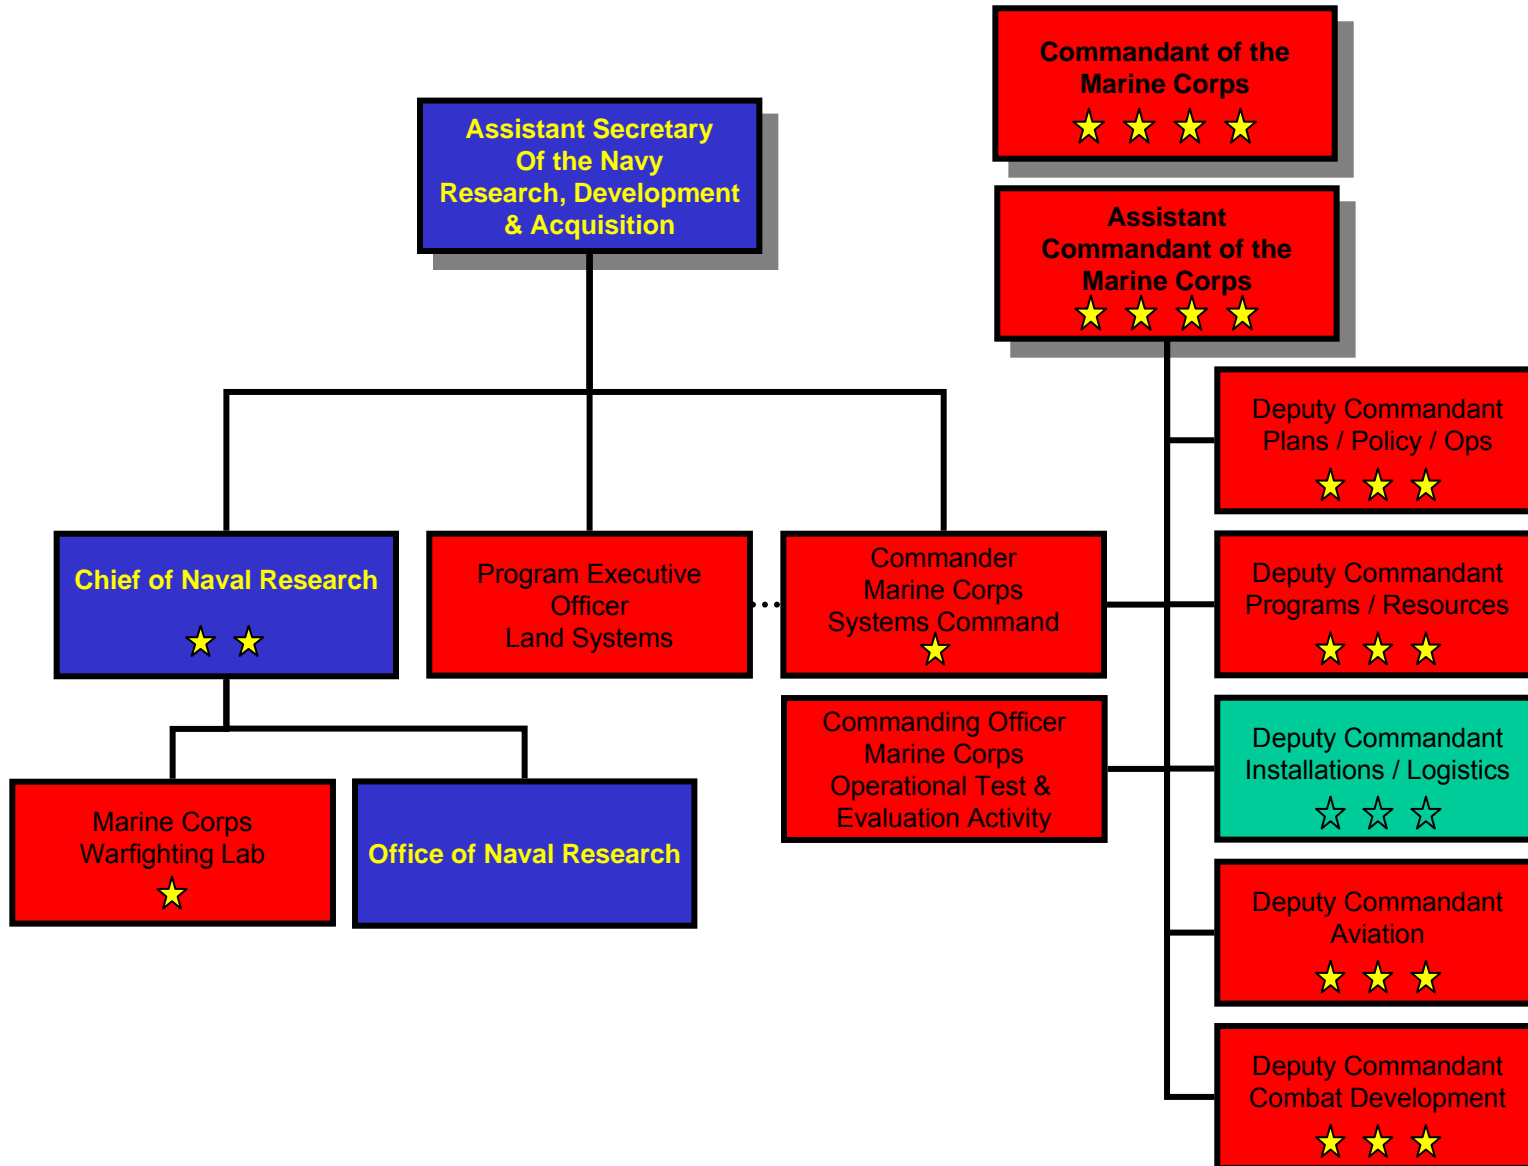 Commandant of the
Marine Corps
Assistant Secretary
Of the Navy
Research, Development
& Acquisition
Assistant
Commandant of the
Marine Corps
Deputy Commandant
Plans / Policy / Ops
Chief of Naval Research
Program Executive
Officer
Land Systems
Commander
Marine Corps
Systems Command
Deputy Commandant
Programs / Resources
Commanding Officer
Marine Corps
Operational Test &
Evaluation Activity
Deputy Commandant
Installations / Logistics
Marine Corps
Warfighting Lab
Office of Naval Research
Deputy Commandant
Aviation
Deputy Commandant
Combat Development